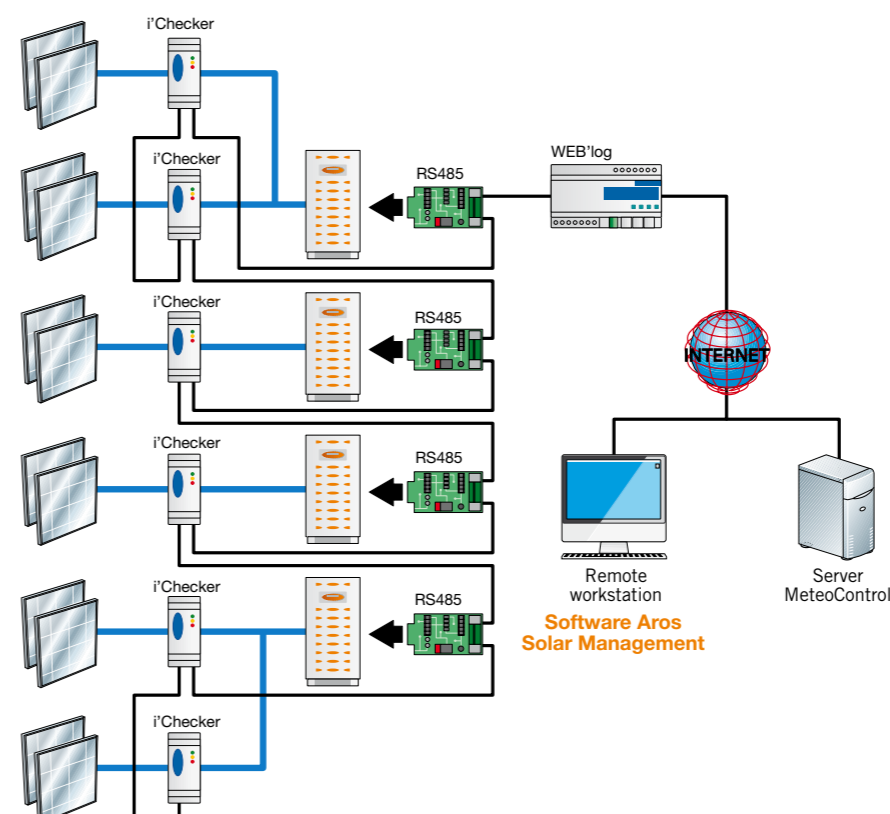 i'Checker
i'Checker
RS485
WEB'log
i'Checker
RS485
INTERNET
i'Checker
RS485
Remote
workstation
Server
MeteoControl
Software Aros
Solar Management
i'Checker
RS485
i'Checker